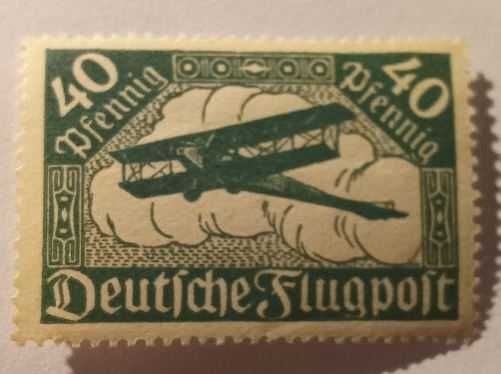 40 Pfennig
40 Pfennig
Deutſche Flugpoſt